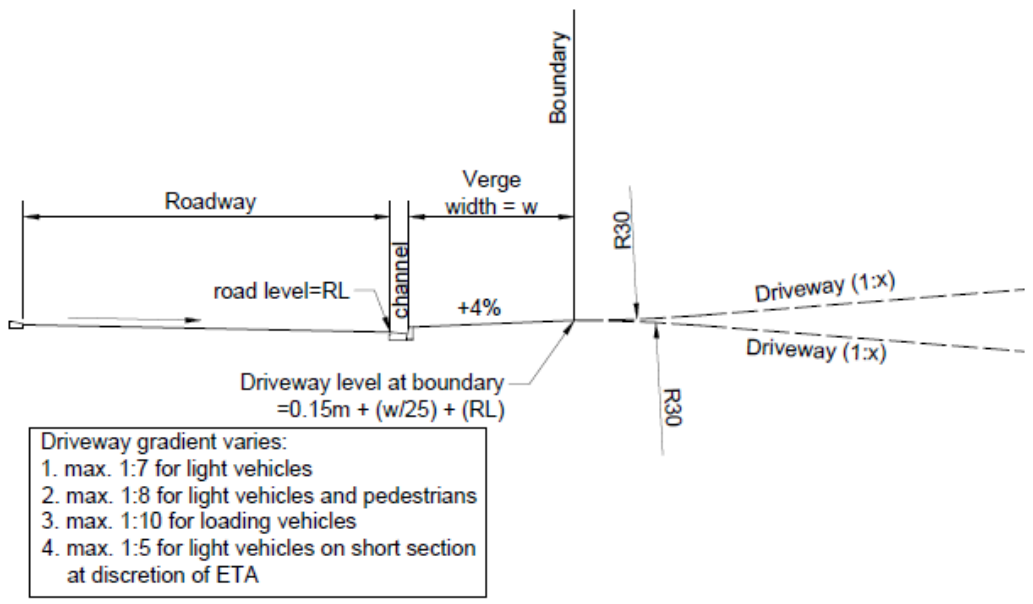 Boundary
Verge
width = w
Roadway
channel
R30
road level=RL
+4%
Driveway (1:x)
Driveway (1:x)
R30
Driveway level at boundary
=0.15m + (w/25) + (RL)
Driveway gradient varies:
1. max. 1:7 for light vehicles
2. max. 1:8 for light vehicles and pedestrians
3. max. 1:10 for loading vehicles
4. max. 1:5 for light vehicles on short section
at discretion of ETA